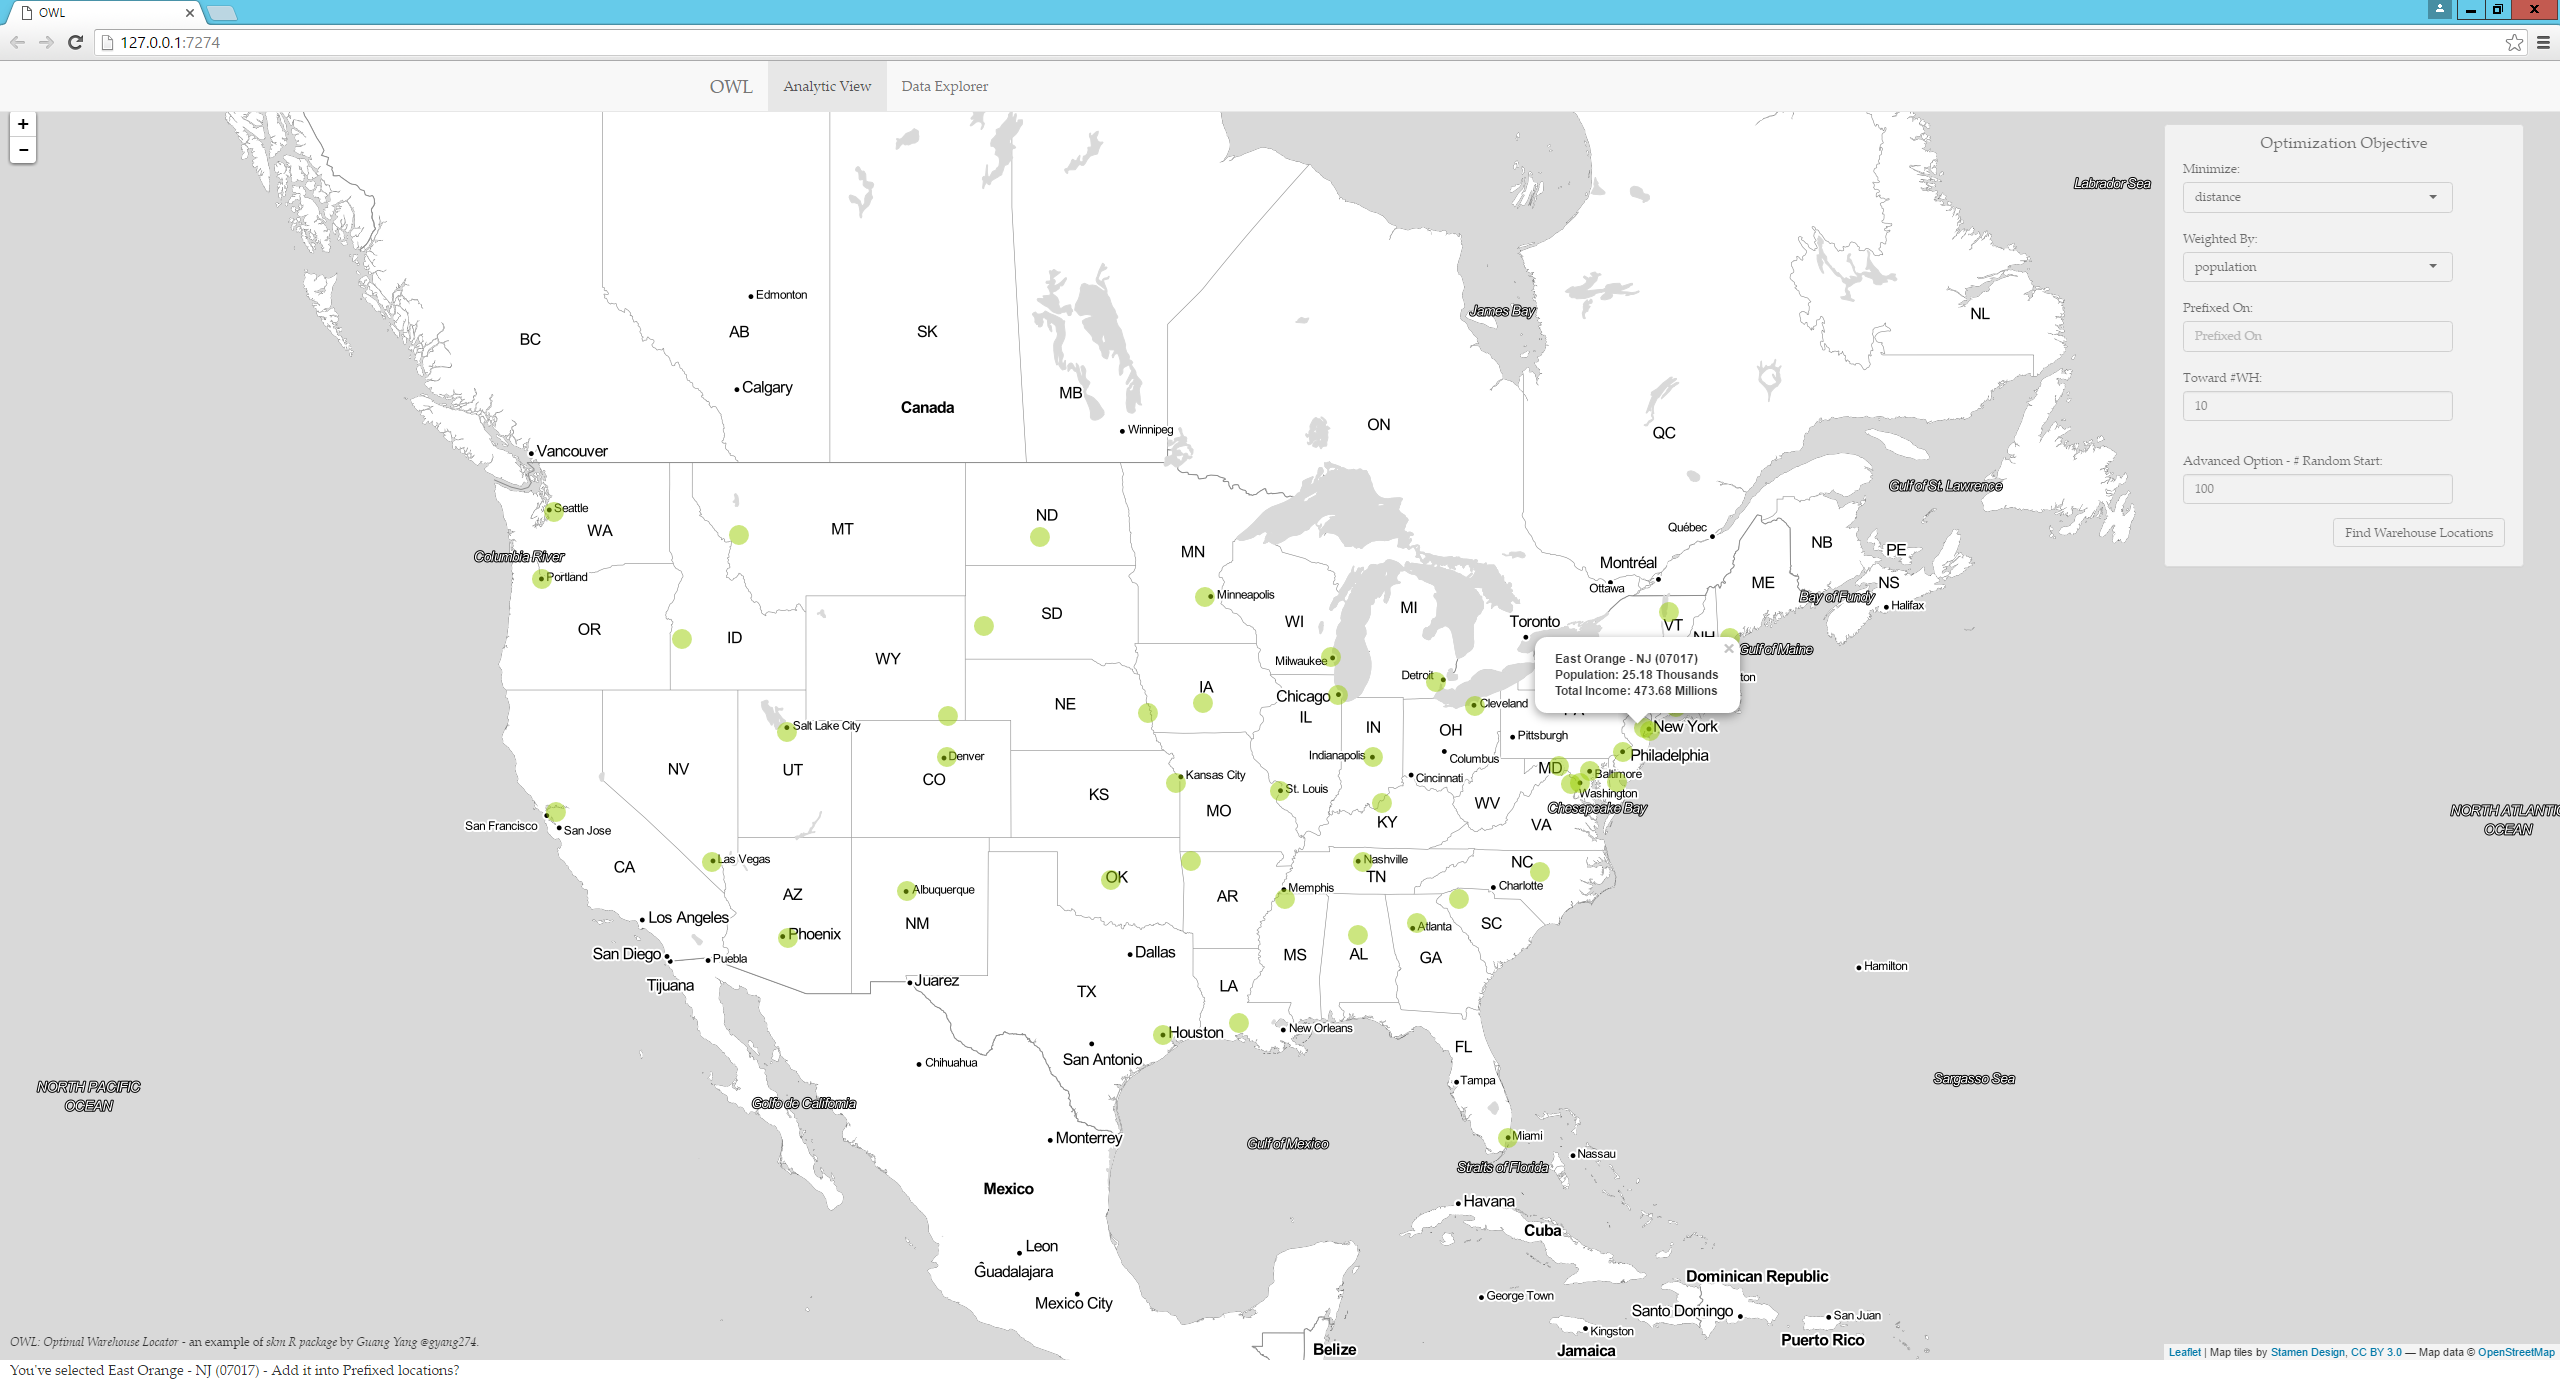 OWL
127.0.0.1:7274
OWL
Analytic View
Data Explorer
+
−
Optimization Objective
Minimize:
distance
Weighted By:
population
Prefixed On:
Prefixed On
Toward #WH:
10
Advanced Option - # Random Start:
100
Find Warehouse Locations
Labrador Sea
Edmonton
BC
AB
SK
NL
James Bay
Calgary
MB
Canada
ON
Winnipeg
QC
Vancouver
Gulf of St. Lawrence
Seattle
WA
MT
ND
Québec
MN
NB
PE
Columbia River
Montréal
Portland
Ottawa
ME
NS
Minneapolis
Bay of Fundy
Halifax
MI
SD
WI
Toronto
VT
OR
ID
NH
Gulf of Maine
East Orange - NJ (07017)
Population: 25.18 Thousands
Total Income: 473.68 Millions
×
WY
Milwaukee
Detroit
ton
IA
Chicago
NE
Cleveland
IL
PA
Salt Lake City
IN
OH
New York
Pittsburgh
Denver
Indianapolis
Columbus
Philadelphia
NV
UT
CO
MD
Kansas City
Cincinnati
Baltimore
KS
St. Louis
Washington
WV
Chesapeake Bay
MO
KY
VA
NORTH ATLANTIC
OCEAN
San Francisco
San Jose
Las Vegas
CA
Nashville
NC
TN
OK
Albuquerque
Memphis
Charlotte
AZ
AR
Los Angeles
NM
SC
Phoenix
Atlanta
San Diego
Puebla
Dallas
MS
AL
GA
Hamilton
Tijuana
Juarez
TX
LA
Houston
New Orleans
FL
San Antonio
Chihuahua
Tampa
Sargasso Sea
NORTH PACIFIC
OCEAN
Golfo de California
Monterrey
Gulf of Mexico
Miami
Nassau
Straits of Florida
Mexico
Havana
Cuba
Leon
Guadalajara
Dominican Republic
Mexico City
George Town
Santo Domingo
San Juan
Kingston
Puerto Rico
Belize
Jamaica
OWL: Optimal Warehouse Locator - an example of skm R package by Guang Yang @gyang274.
Leaflet | Map tiles by Stamen Design, CC BY 3.0 — Map data © OpenStreetMap
You've selected East Orange - NJ (07017) - Add it into Prefixed locations?